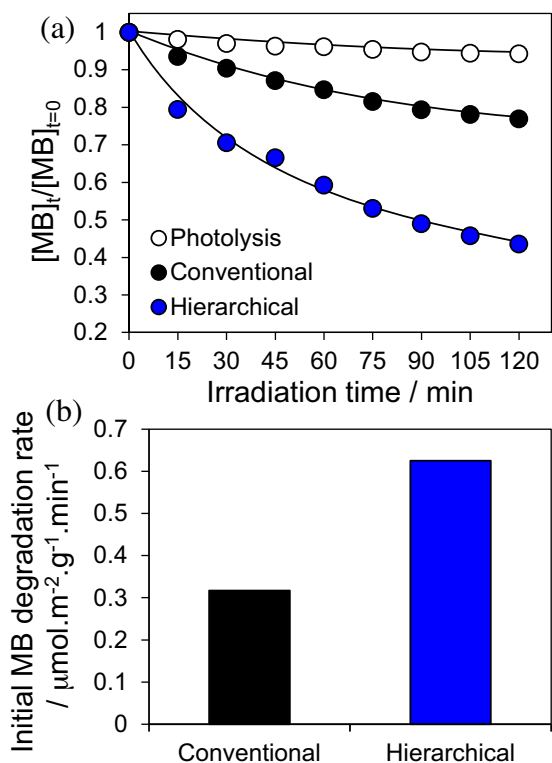 (a)
[MB]t/[MB]t=0
1
0.9
0.8
0.7
0.6
0.5
0.4
0.3
0.2
Photolysis
Conventional
Hierarchical
0 15 30 45 60 75 90 105 120
Irradiation time / min
(b)
Initial MB degradation rate
/ μmol.m-2.g-1.min-1
0.7
0.6
0.5
0.4
0.3
0.2
0.1
0
Conventional Hierarchical